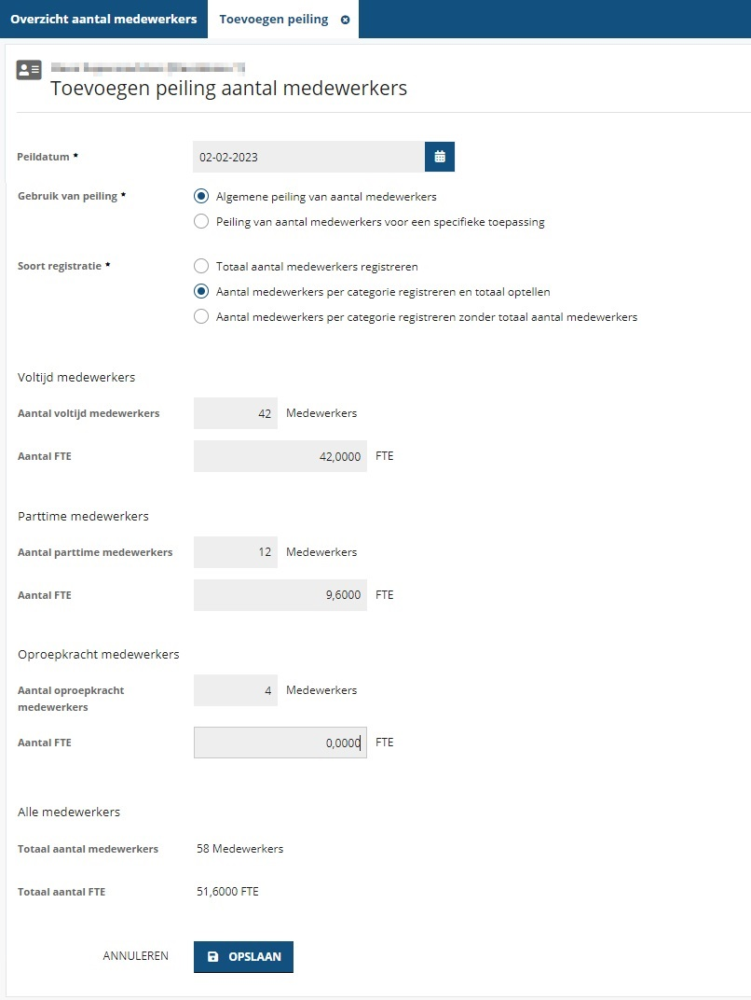 Overzicht aantal medewerkers
Toevoegen peiling
Toevoegen peiling aantal medewerkers
Peildatum *
02-02-2023
Gebruik van peiling *
Algemene peiling van aantal medewerkers
Peiling van aantal medewerkers voor een specifieke toepassing
Soort registratie *
Totaal aantal medewerkers registreren
Aantal medewerkers per categorie registreren en totaal optellen
Aantal medewerkers per categorie registreren zonder totaal aantal medewerkers
Voltijd medewerkers
Aantal voltijd medewerkers 42 Medewerkers
Aantal FTE 42,0000 FTE
Parttime medewerkers
Aantal parttime medewerkers 12 Medewerkers
Aantal FTE 9,6000 FTE
Oproepkracht medewerkers
Aantal oproepkracht
medewerkers
4 Medewerkers
Aantal FTE 0,0000 FTE
Alle medewerkers
Totaal aantal medewerkers 58 Medewerkers
Totaal aantal FTE 51,6000 FTE
ANNULEREN OPSLAAN